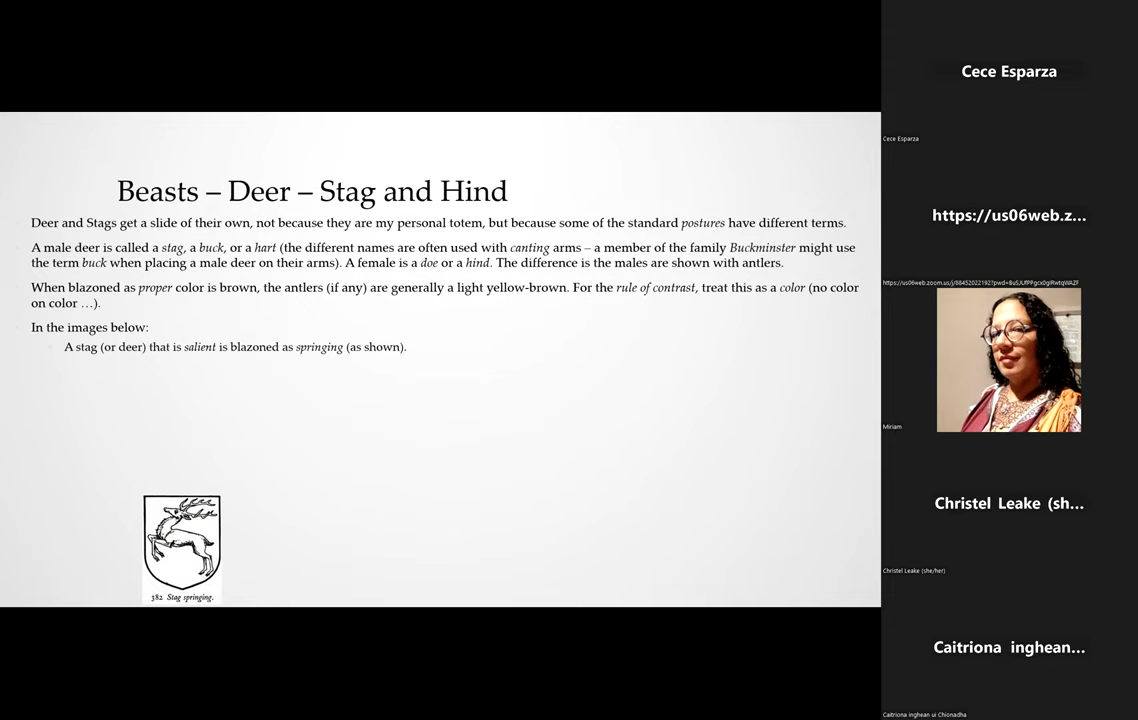 Beasts – Deer – Stag and Hind
Deer and Stags get a slide of their own, not because they are my personal totem, but because some of the standard postures have different terms.
A male deer is called a stag, a buck, or a hart (the different names are often used with canting arms – a member of the family Buckminster might use
the term buck when placing a male deer on their arms). A female is a doe or a hind. The difference is the males are shown with antlers.
When blazoned as proper color is brown, the antlers (if any) are generally a light yellow-brown. For the rule of contrast, treat this as a color (no color
on color …).
In the images below:
A stag (or deer) that is salient is blazoned as springing (as shown).
382 Stag springing.
Cece Esparza
Cece Esparza
https://us06web.z...
Miriam
Christel Leake (sh...
Christel Leake (she/her)
Caitriona inghean...
Caitriona inghean ui Chionadha